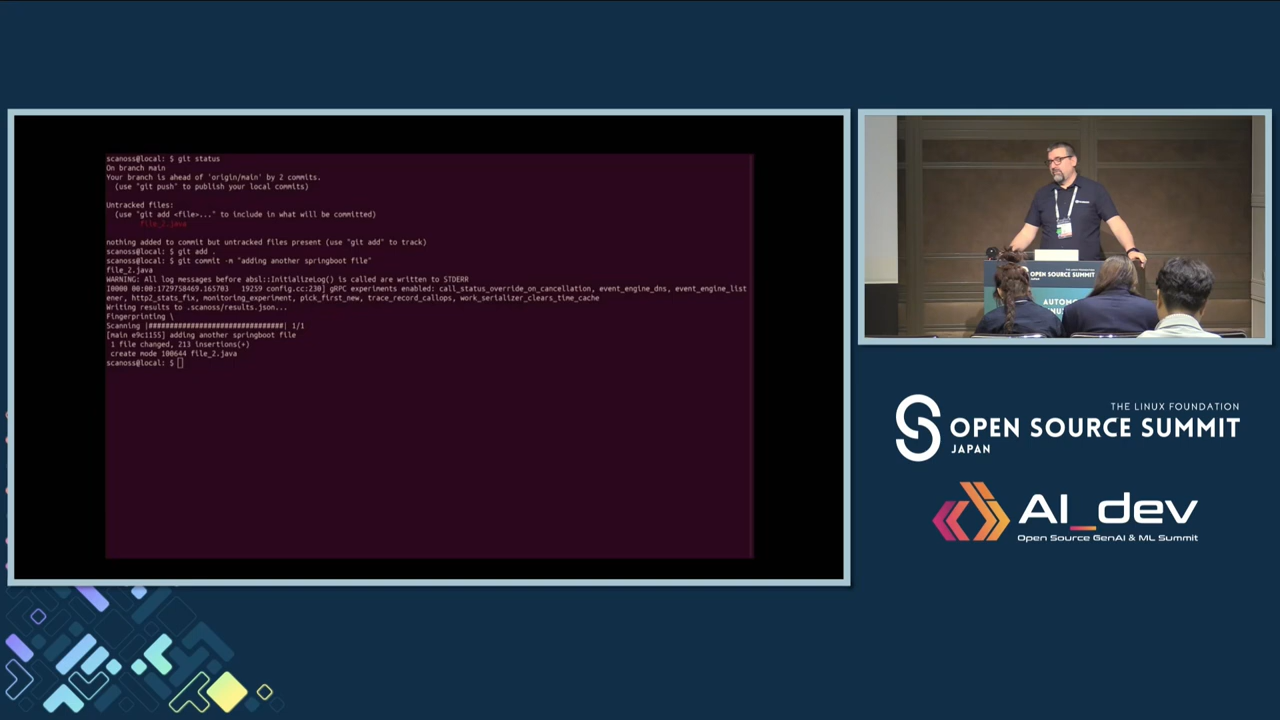 scanoss@local: $ git status
On branch main
Your branch is ahead of 'origin/main' by 2 commits.
(use "git push" to publish your local commits)
Untracked files:
(use "git add <file>..." to include in what will be committed)
file_2.java
nothing added to commit but untracked files present (use "git add" to track)
scanoss@local: $ git add .
scanoss@local: $ git commit -m "adding another springboot file"
file_2.java
WARNING: All log messages before absl::InitializeLog() is called are written to STDERR
I0000 00:00:1729758469.165703   19259 config.cc:230] gRPC experiments enabled: call_status_override_on_cancellation, event_engine_dns, event_engine_list
ener, http2_stats_fix, monitoring_experiment, pick_first_new, trace_record_callops, work_serializer_clears_time_cache
Writing results to .scanoss/results.json...
Fingerprinting \
Scanning |################################| 1/1
[main e9c1155] adding another springboot file
1 file changed, 213 insertions(+)
create mode 100644 file_2.java
scanoss@local: $
OPEN SOURCE SUMMIT
THE LINUX FOUNDATION
OPEN SOURCE SUMMIT
JAPAN
AI_dev
Open Source GenAI & ML Summit